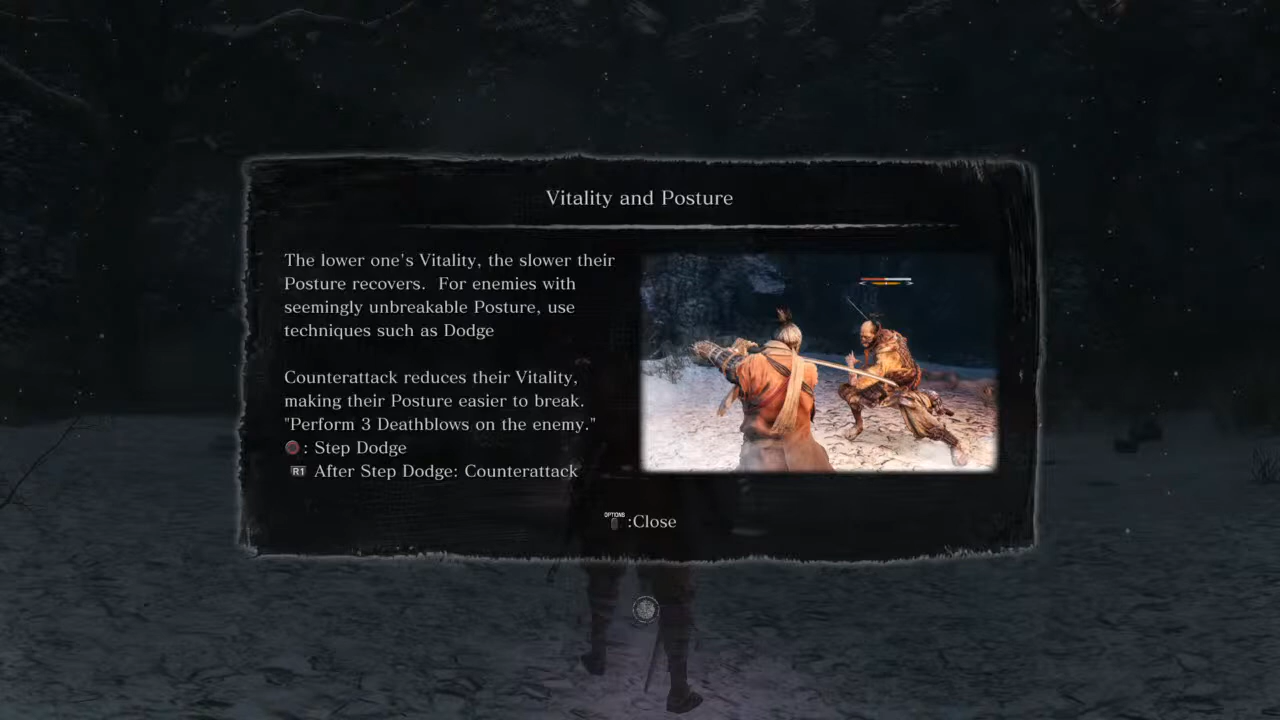 Vitality and Posture
The lower one's Vitality, the slower their
Posture recovers. For enemies with
seemingly unbreakable Posture, use
techniques such as Dodge
Counterattack reduces their Vitality,
making their Posture easier to break.
"Perform 3 Deathblows on the enemy."
: Step Dodge
R1 After Step Dodge: Counterattack
OPTIONS :Close